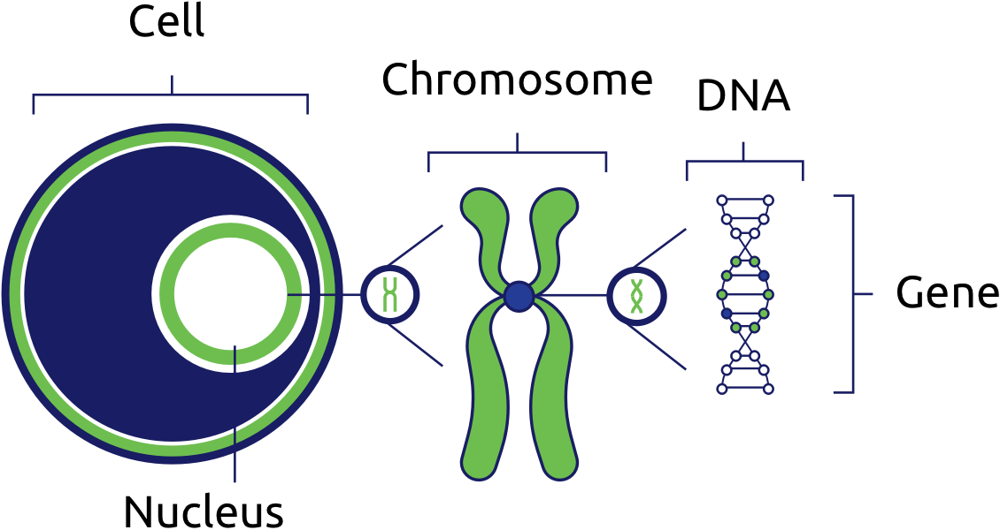 Cell
Chromosome
DNA
Gene
Nucleus